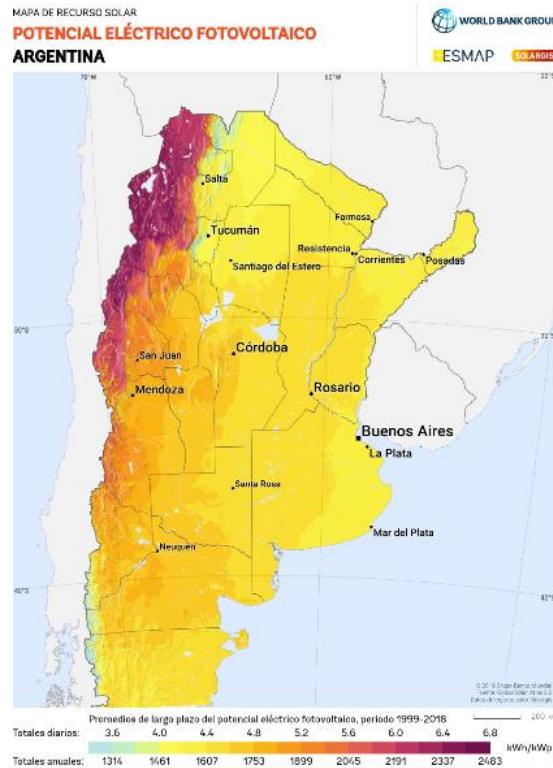 MAPA DE RECURSO SOLAR
POTENCIAL ELÉCTRICO FOTOVOLTAICO
ARGENTINA
WORLD BANK GROUP
ESMAP
SOLARGIS
70°W
60°W
Salta
Formosa
Tucumán
Resistencia
Corrientes
Posadas
Santiago del Estero
San Juan
Córdoba
Mendoza
Rosario
Buenos Aires
La Plata
Santa Rosa
Mar del Plata
Neuquén
Promedios de largo plazo del potencial eléctrico fotovoltaico, periodo 1999-2018
Totales diarios: 3.6 4.0 4.4 4.8 5.2 5.6 6.0 6.4 6.8
kWh/kWp
Totales anuales: 1314 1461 1607 1753 1899 2045 2191 2337 2483